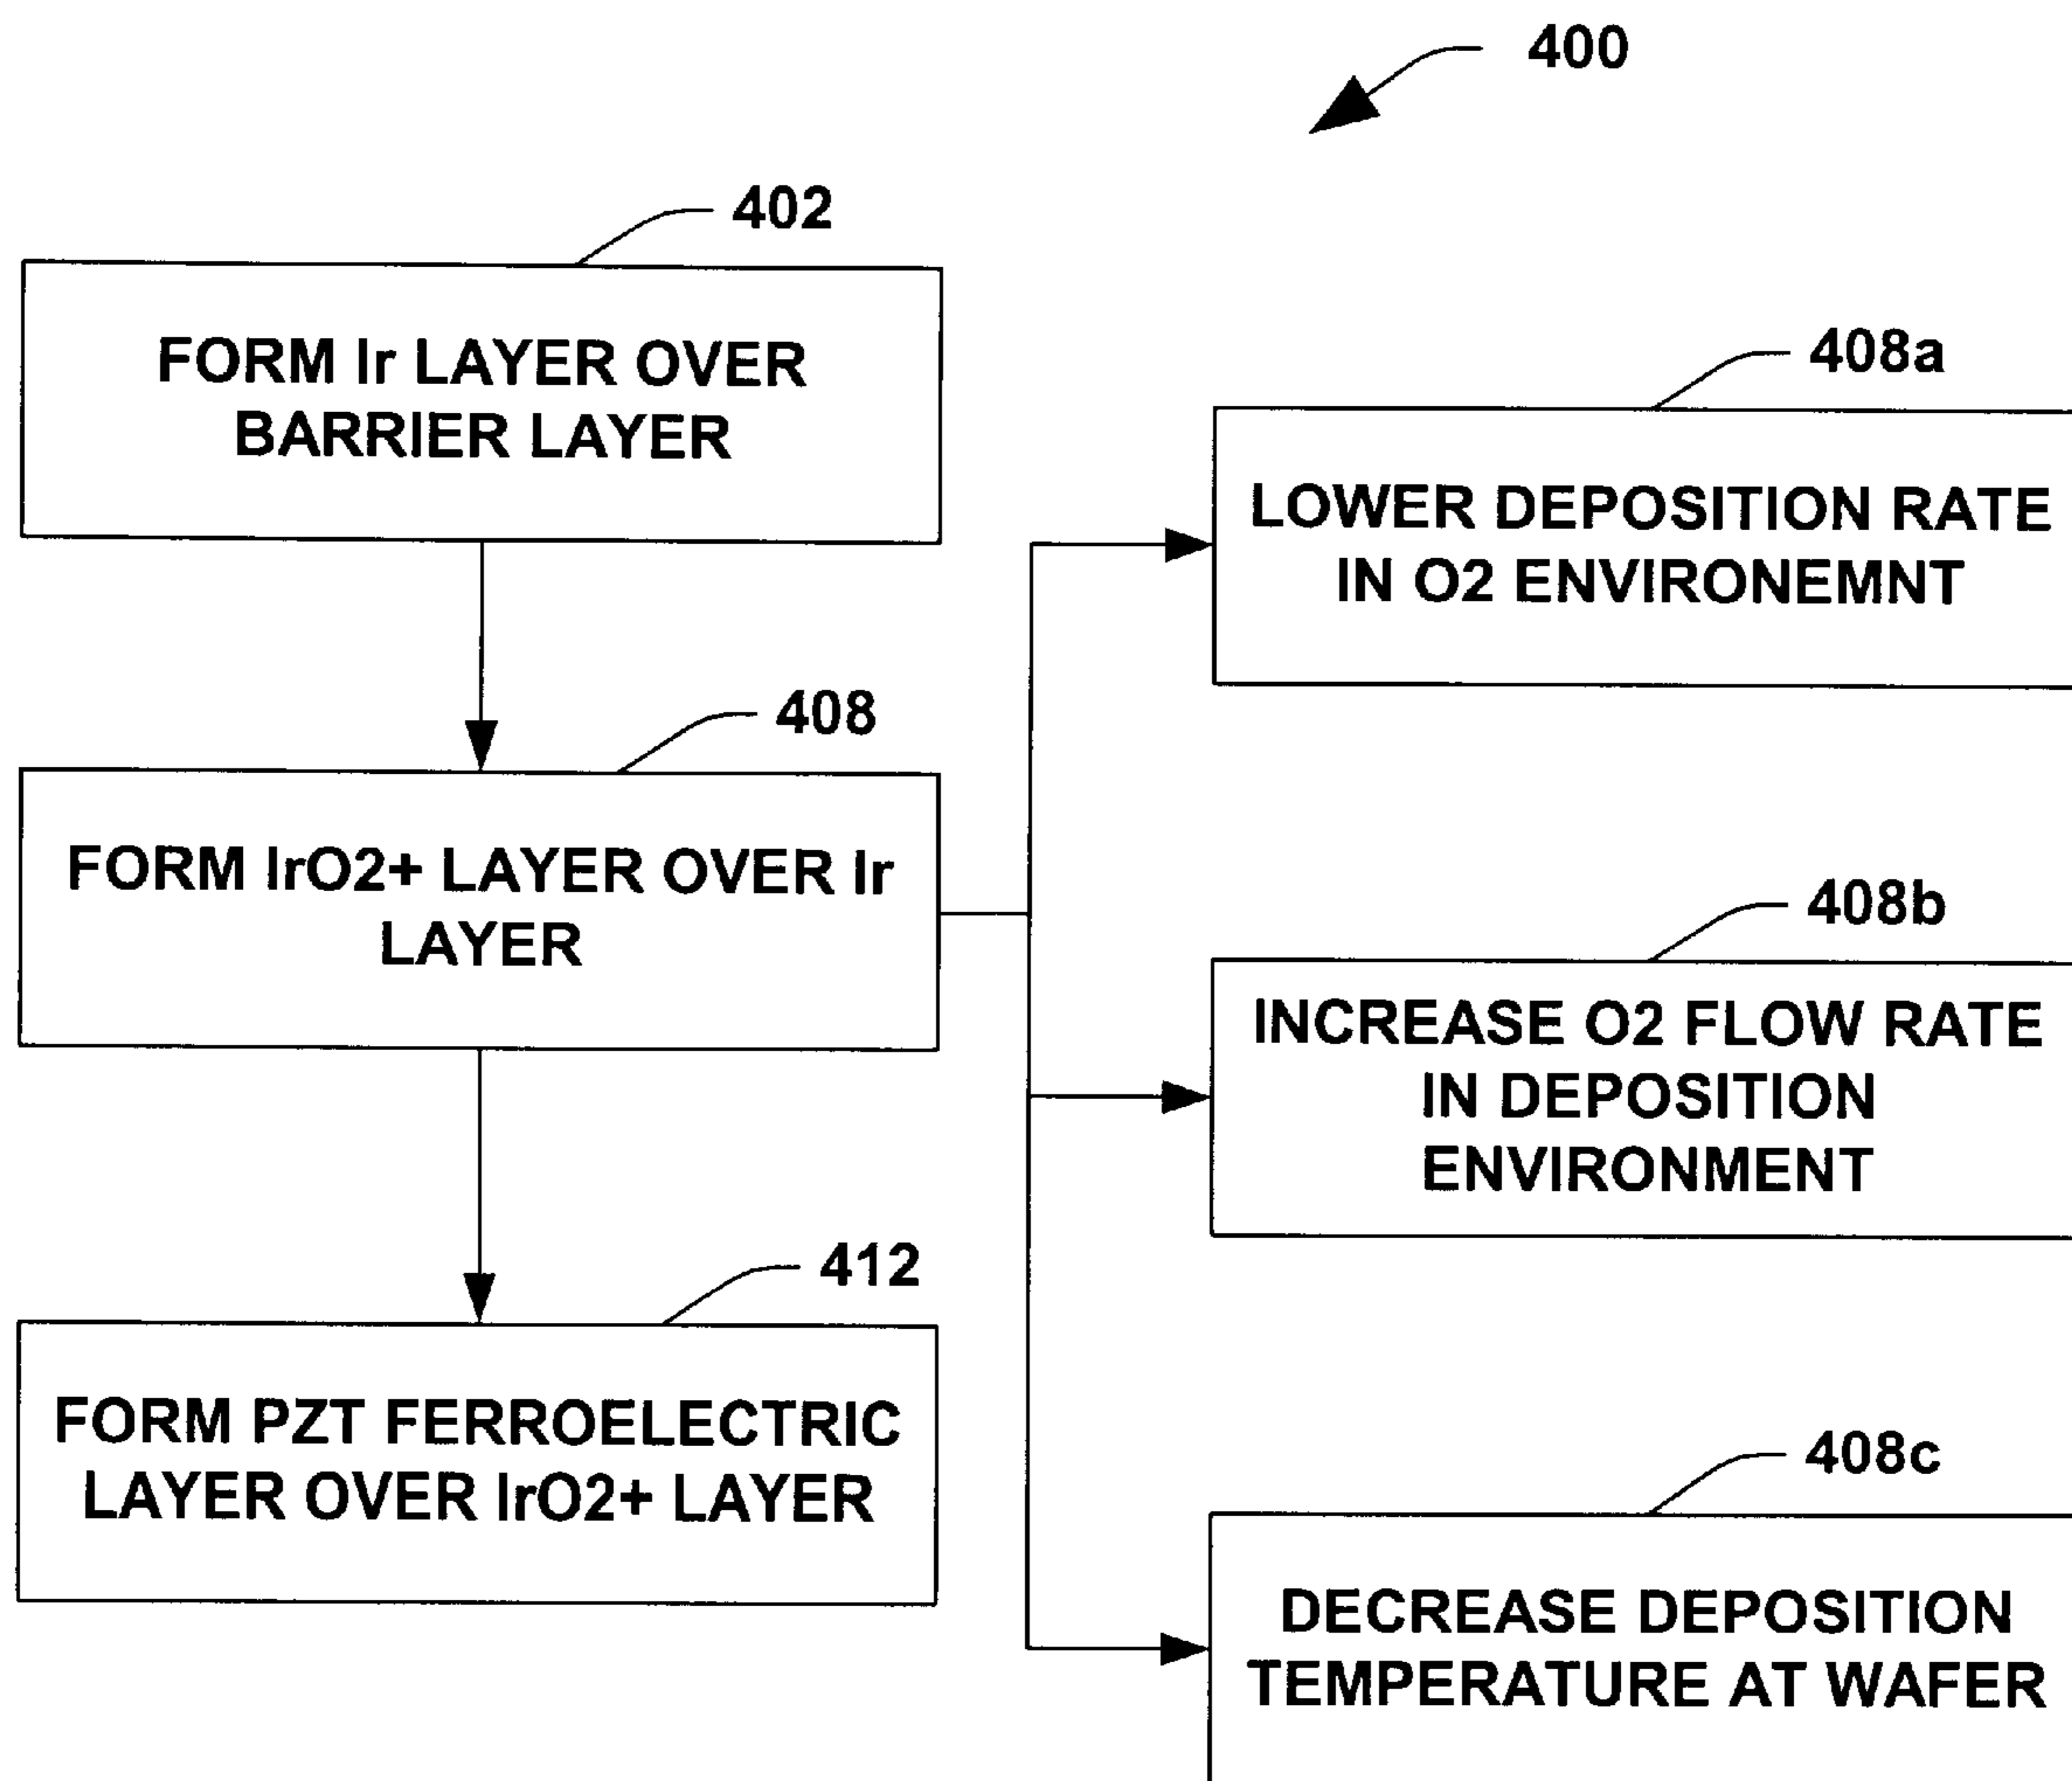 400
402
FORM Ir LAYER OVER
BARRIER LAYER
408
FORM IrO2+ LAYER OVER Ir
LAYER
412
FORM PZT FERROELECTRIC
LAYER OVER IrO2+ LAYER
408a
LOWER DEPOSITION RATE
IN O2 ENVIRONEMNT
408b
INCREASE O2 FLOW RATE
IN DEPOSITION
ENVIRONMENT
408c
DECREASE DEPOSITION
TEMPERATURE AT WAFER